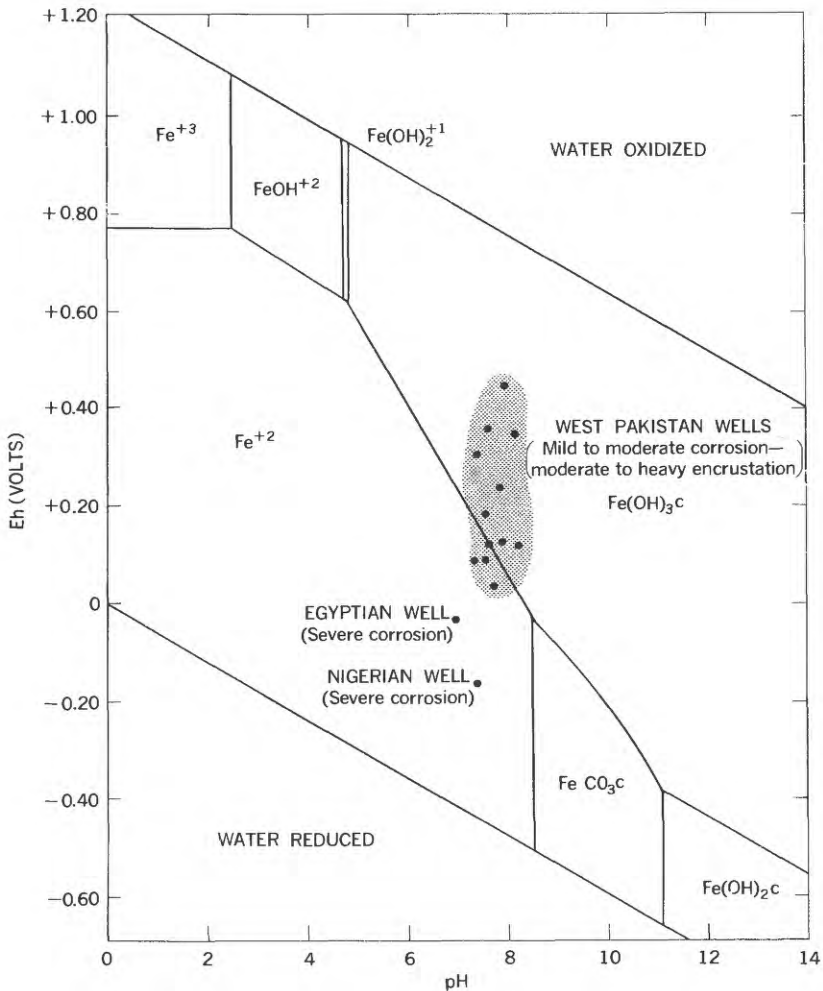 +1.20
+1.00
+0.80
+0.60
+0.40
+0.20
0
−0.20
−0.40
−0.60
Eh (VOLTS)
Fe+3
FeOH+2
Fe(OH)2+1
WATER OXIDIZED
Fe+2
WEST PAKISTAN WELLS
(Mild to moderate corrosion—
moderate to heavy encrustation)
Fe(OH)3c
EGYPTIAN WELL
(Severe corrosion)
NIGERIAN WELL
(Severe corrosion)
Fe CO3c
WATER REDUCED
Fe(OH)2c
0 2 4 6 8 10 12 14
pH